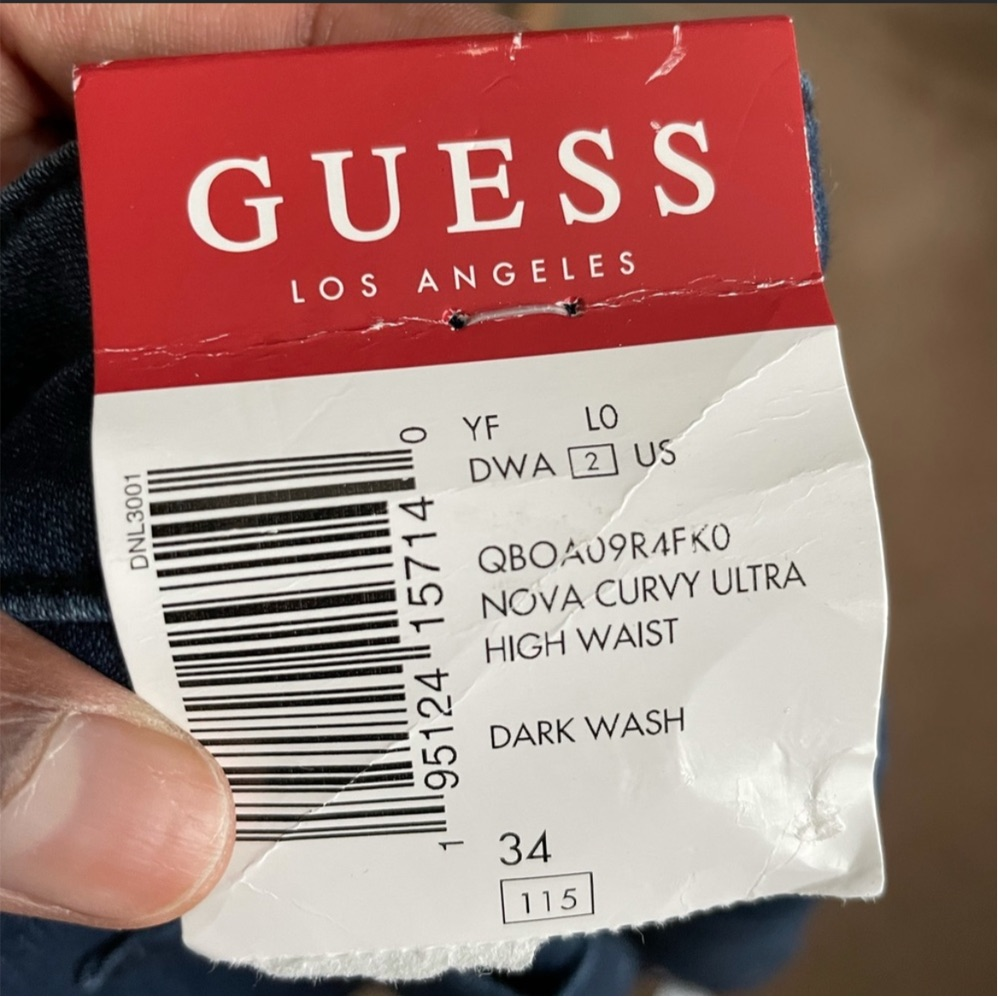 GUESS
LOS ANGELES
YF LO
DWA 2 US
DNL3001
1 95124 15714 0
QBOA09R4FK0
NOVA CURVY ULTRA
HIGH WAIST
DARK WASH
34
115